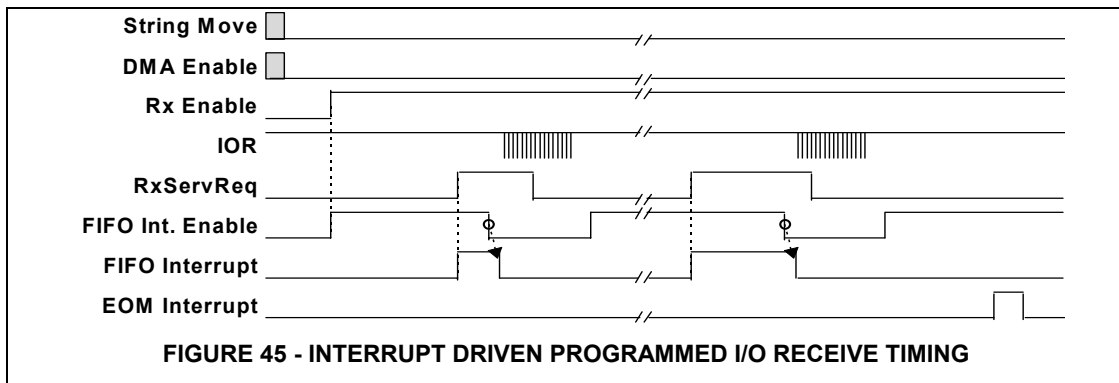 String Move
DMA Enable
Rx Enable
IOR
RxServReq
FIFO Int. Enable
FIFO Interrupt
EOM Interrupt
FIGURE 45 - INTERRUPT DRIVEN PROGRAMMED I/O RECEIVE TIMING